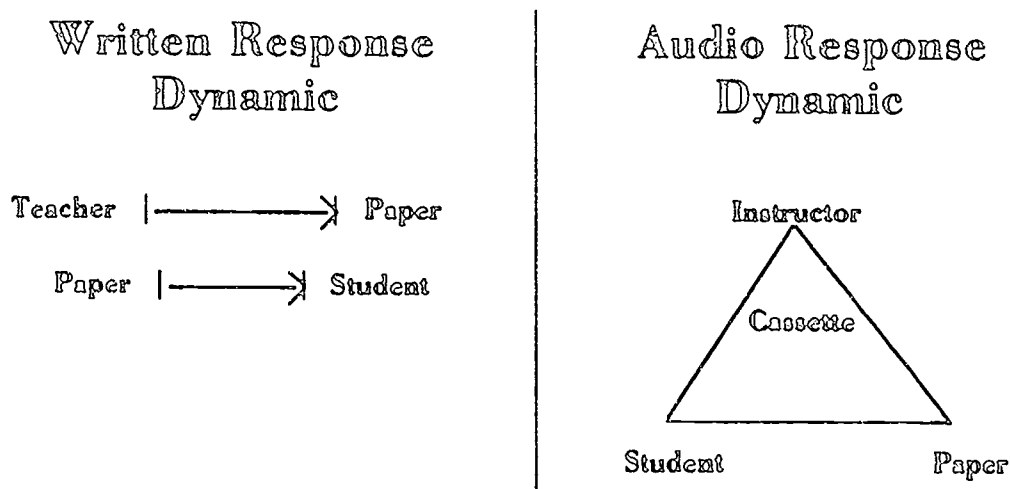 Written Response
Dynamic
Teacher Paper
Paper Student
Audio Response
Dynamic
Instructor
Cassette
Student Paper